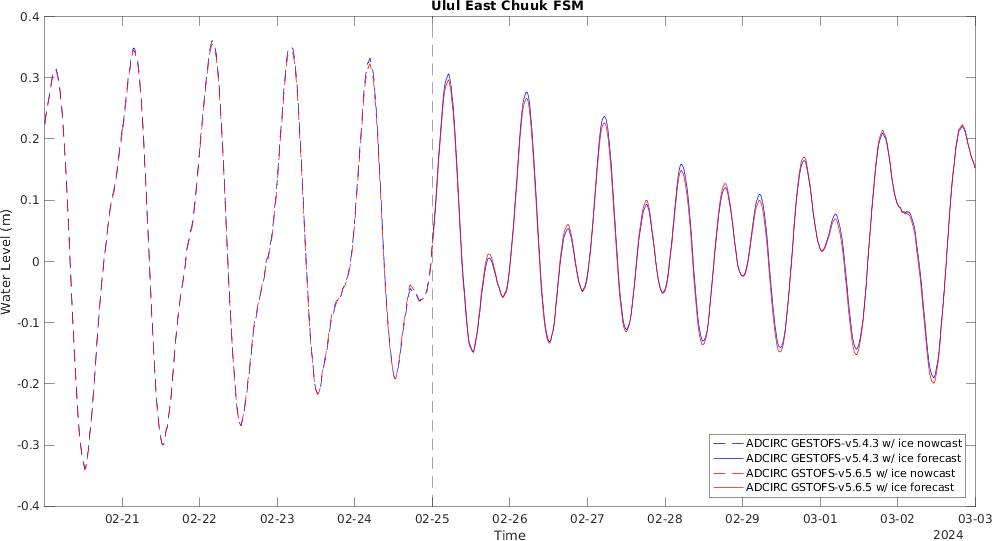 Ulul East Chuuk FSM
0.4
0.3
0.2
0.1
0
-0.1
-0.2
-0.3
-0.4
Water Level (m)
ADCIRC GESTOFS-v5.4.3 w/ ice nowcast
ADCIRC GESTOFS-v5.4.3 w/ ice forecast
ADCIRC GSTOFS-v5.6.5 w/ ice nowcast
ADCIRC GSTOFS-v5.6.5 w/ ice forecast
02-21 02-22 02-23 02-24 02-25 02-26 02-27 02-28 02-29 03-01 03-02 03-03
Time
2024